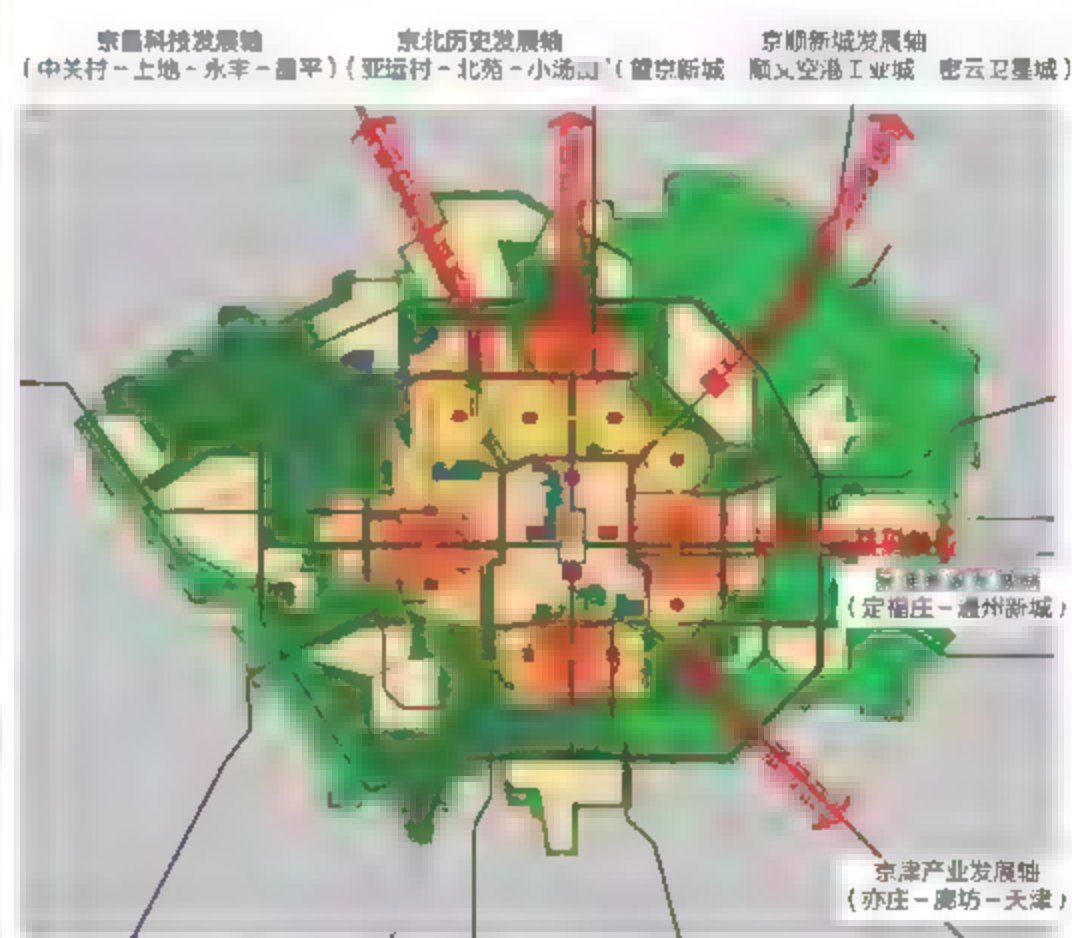 京昌科技发展轴
京北历史发展轴
京顺新城发展轴
(中关村-上地-永丰-昌平)
(亚运村-北苑-小汤山
(望京新城 顺义空港工业城 密云卫星城)
(定福庄-通州新城)
京津产业发展轴
(亦庄-廊坊-天津)